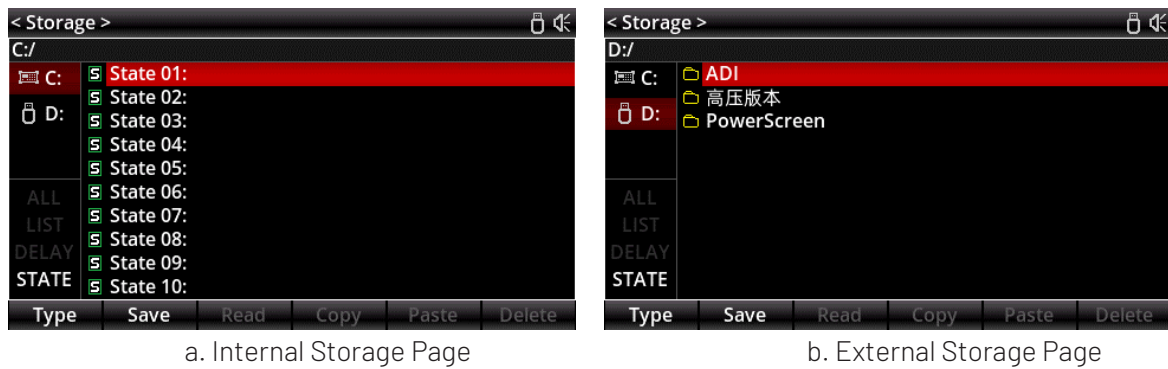 < Storage >
C:/
C:
D:
S State 01:
S State 02:
S State 03:
S State 04:
S State 05:
S State 06:
S State 07:
S State 08:
S State 09:
S State 10:
ALL
LIST
DELAY
STATE
Type Save Read Copy Paste Delete
a. Internal Storage Page
< Storage >
D:/
C:
D:
ADI
高压版本
PowerScreen
ALL
LIST
DELAY
STATE
Type Save Read Copy Paste Delete
b. External Storage Page